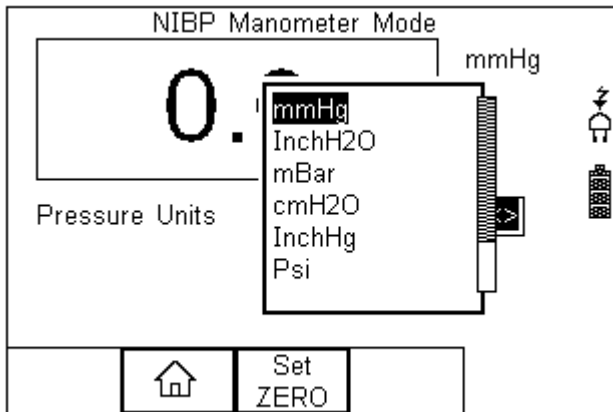 NIBP Manometer Mode
mmHg
0.
mmHg
InchH2O
mBar
cmH2O
InchHg
Psi
Pressure Units
<>
Set
ZERO